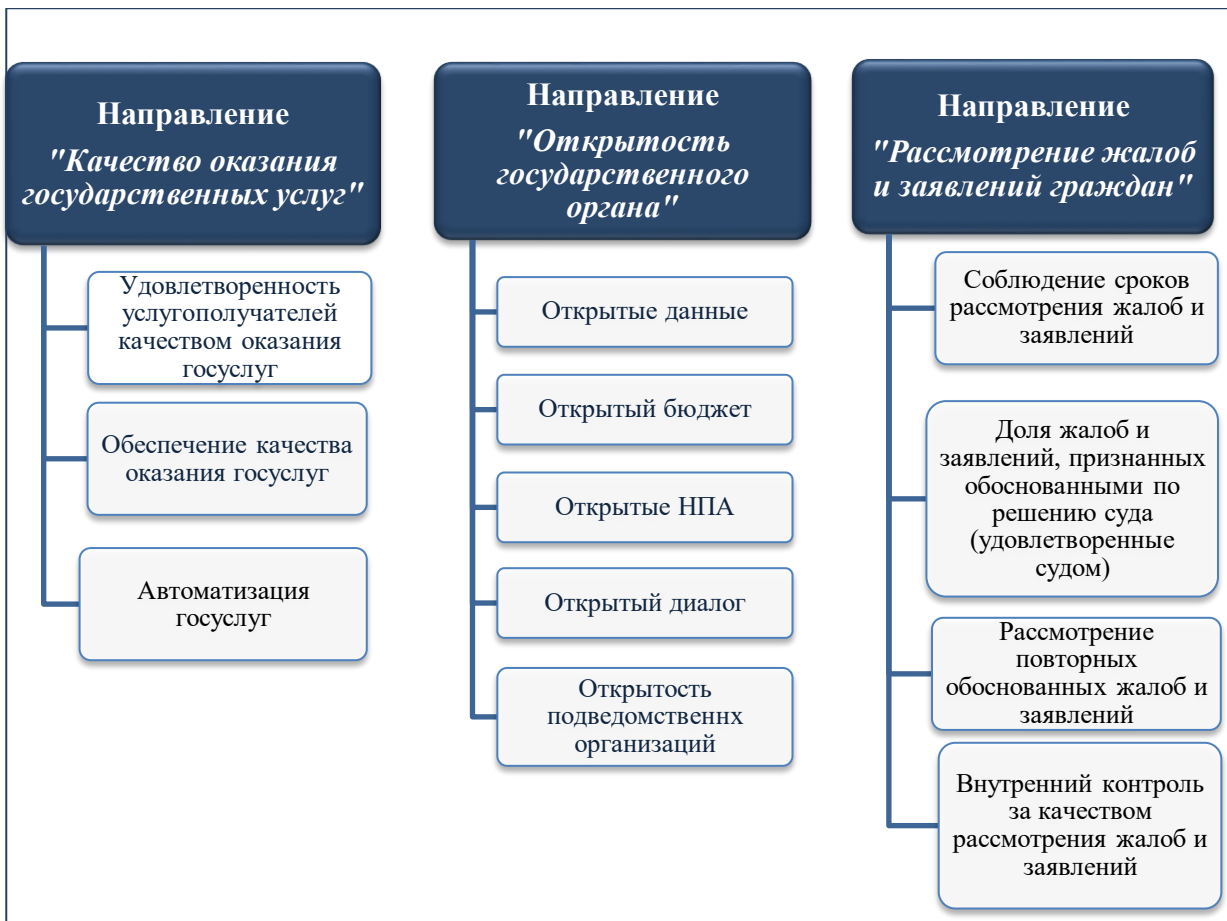 Направление
"Качество оказания
государственных услуг"
Удовлетворенность
услугополучателей
качеством оказания
госуслуг
Обеспечение качества
оказания госуслуг
Автоматизация
госуслуг
Направление
"Открытость
государственного
органа"
Открытые данные
Открытый бюджет
Открытые НПА
Открытый диалог
Открытость
подведомственнх
организаций
Направление
"Рассмотрение жалоб
и заявлений граждан"
Соблюдение сроков
рассмотрения жалоб и
заявлений
Доля жалоб и
заявлений, признанных
обоснованными по
решению суда
(удовлетворенные
судом)
Рассмотрение
повторных
обоснованных жалоб и
заявлений
Внутренний контроль
за качеством
рассмотрения жалоб и
заявлений